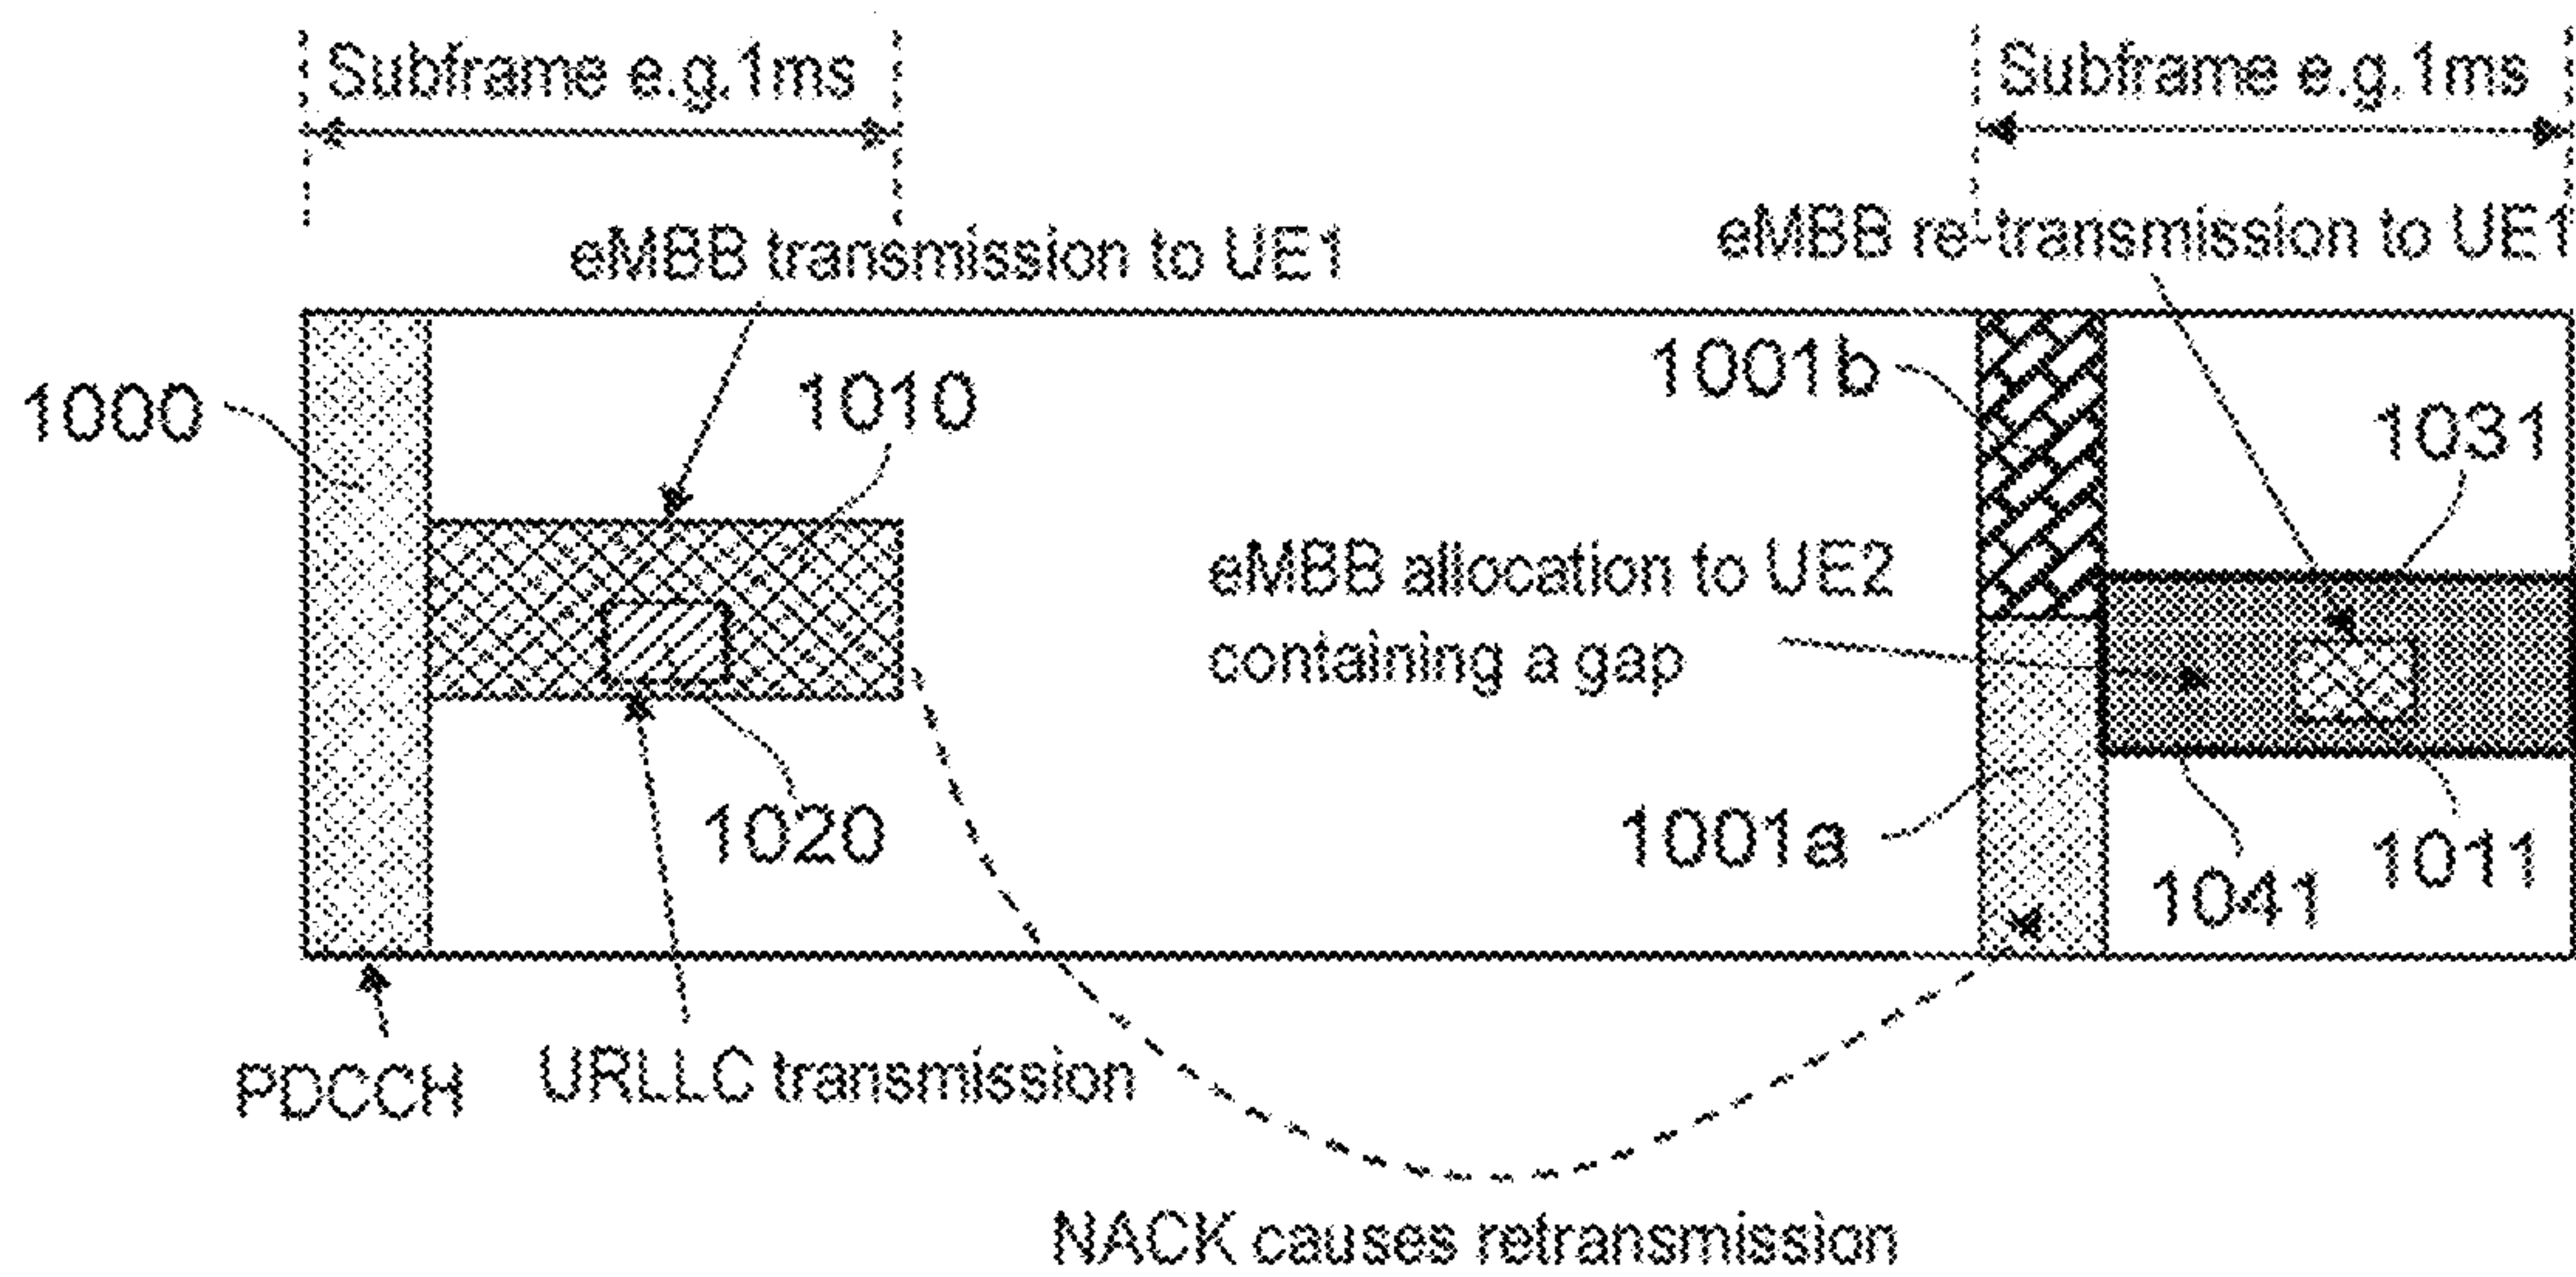 Subframe e.g.1ms
Subframe e.g.1ms
eMBB transmission to UE1
eMBB re-transmission to UE1
1000
1010
1001b
1031
eMBB allocation to UE2
containing a gap
1020
1001a
1041
1011
PDCCH
URLLC transmission
NACK causes retransmission